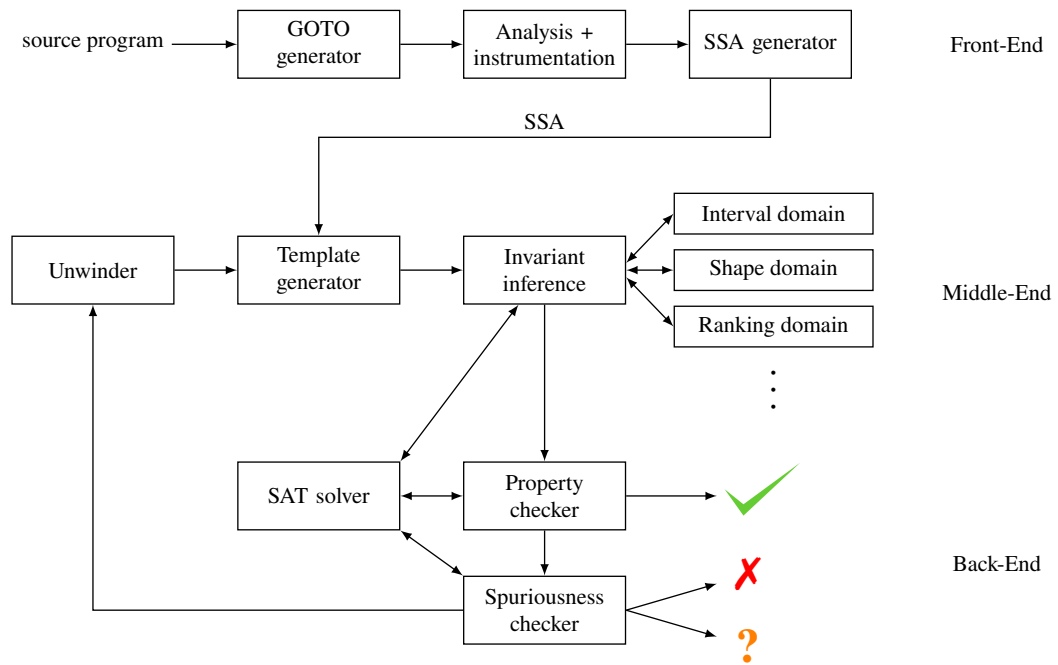 source program
GOTO
generator
Analysis +
instrumentation
SSA generator
Front-End
SSA
Unwinder
Template
generator
Invariant
inference
Interval domain
Shape domain
Ranking domain
Middle-End
SAT solver
Property
checker
Spuriousness
checker
?
Back-End